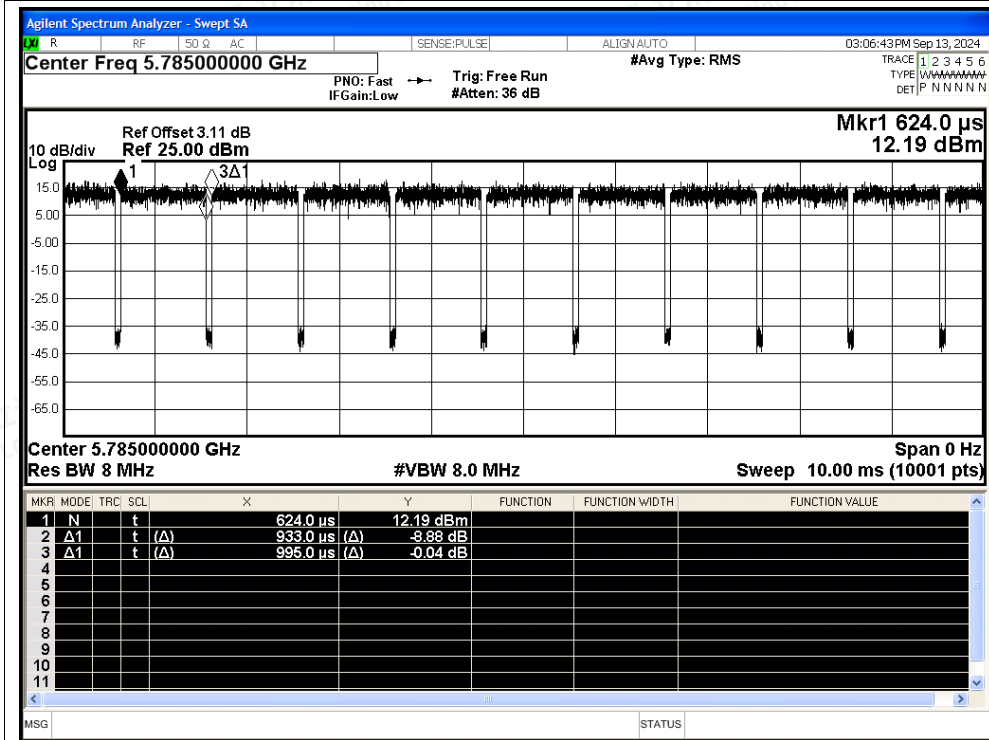 Agilent Spectrum Analyzer - Swept SA
LXI R RF 50 Ω AC SENSE:PULSE ALIGN AUTO 03:06:43 PM Sep 13, 2024
Center Freq 5.785000000 GHz #Avg Type: RMS TRACE 1 2 3 4 5 6
PNO: Fast Trig: Free Run TYPE
IFGain:Low #Atten: 36 dB DET P N N N N N
Mkr1 624.0 µs
Ref Offset 3.11 dB
10 dB/div Ref 25.00 dBm 12.19 dBm
Log
1 3Δ1
15.0
5.00
-5.00
-15.0
-25.0
-35.0
-45.0
-55.0
-65.0
Center 5.785000000 GHz Span 0 Hz
Res BW 8 MHz #VBW 8.0 MHz Sweep 10.00 ms (10001 pts)
MKR MODE TRC SCL X Y FUNCTION FUNCTION WIDTH FUNCTION VALUE
1 N t 624.0 µs 12.19 dBm
2 Δ1 t (Δ) 933.0 µs (Δ) -8.88 dB
3 Δ1 t (Δ) 995.0 µs (Δ) -0.04 dB
4
5
6
7
8
9
10
11
MSG STATUS